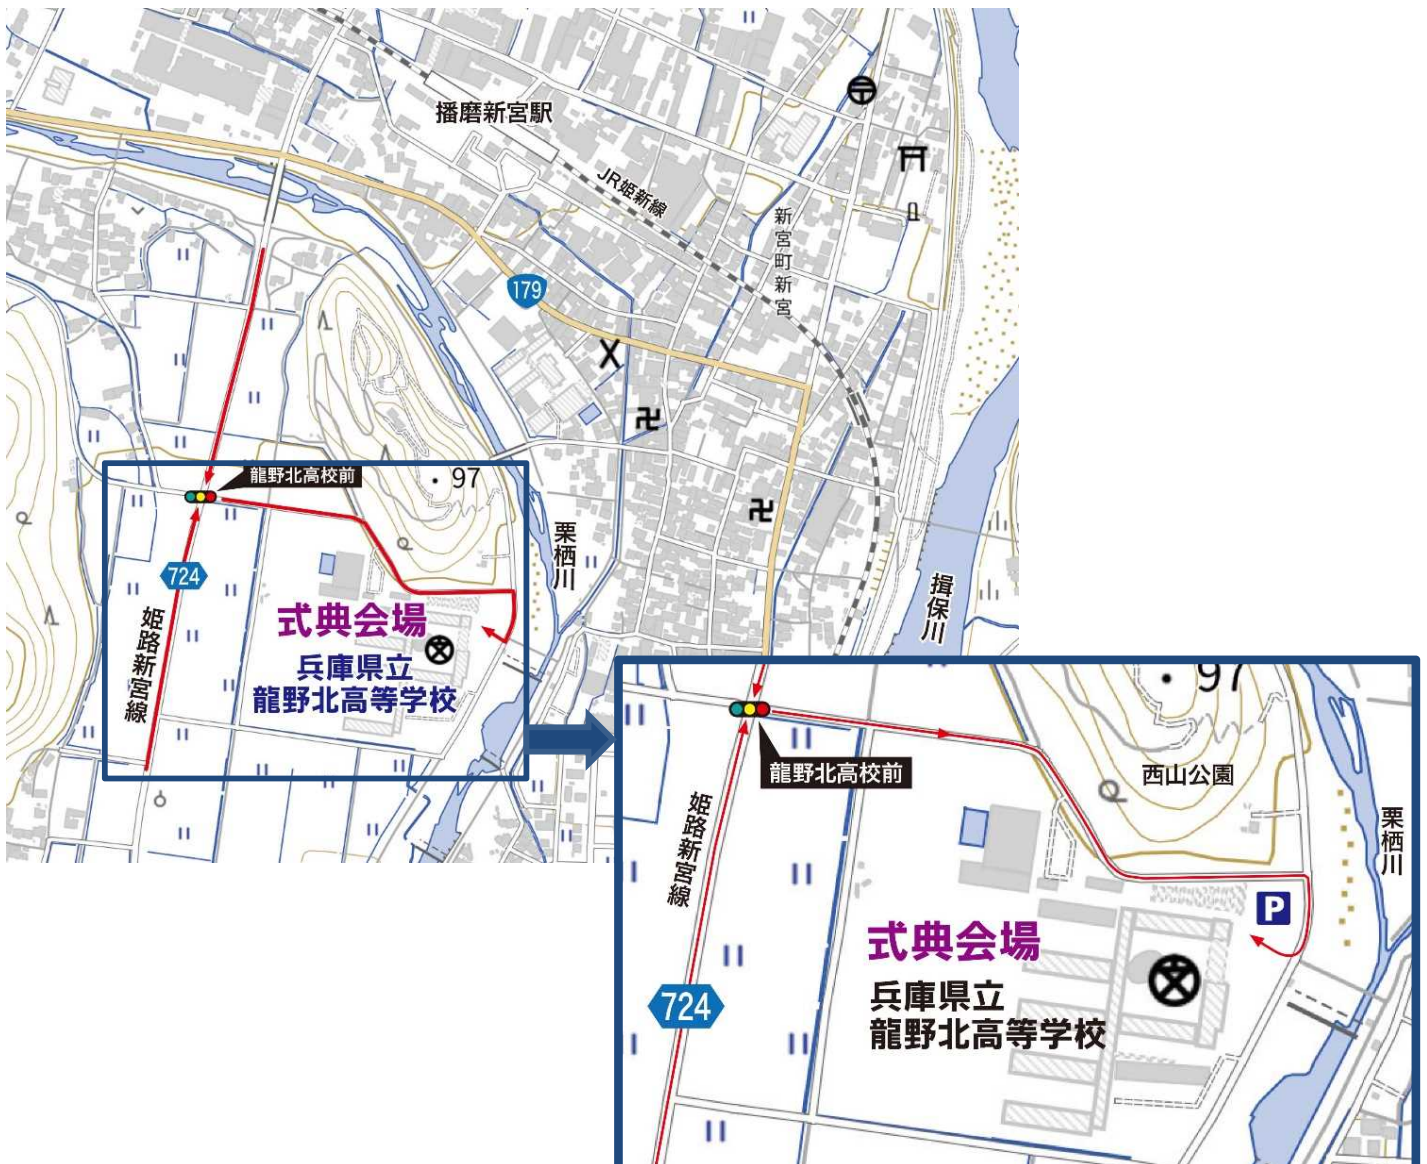 播磨新宮駅
JR姫新線
新宮町新宮
179
龍野北高校前
97
栗栖川
724
姫路新宮線
式典会場
兵庫県立
龍野北高等学校
揖保川
97
龍野北高校前
西山公園
栗栖川
姫路新宮線
P
式典会場
724
兵庫県立
龍野北高等学校